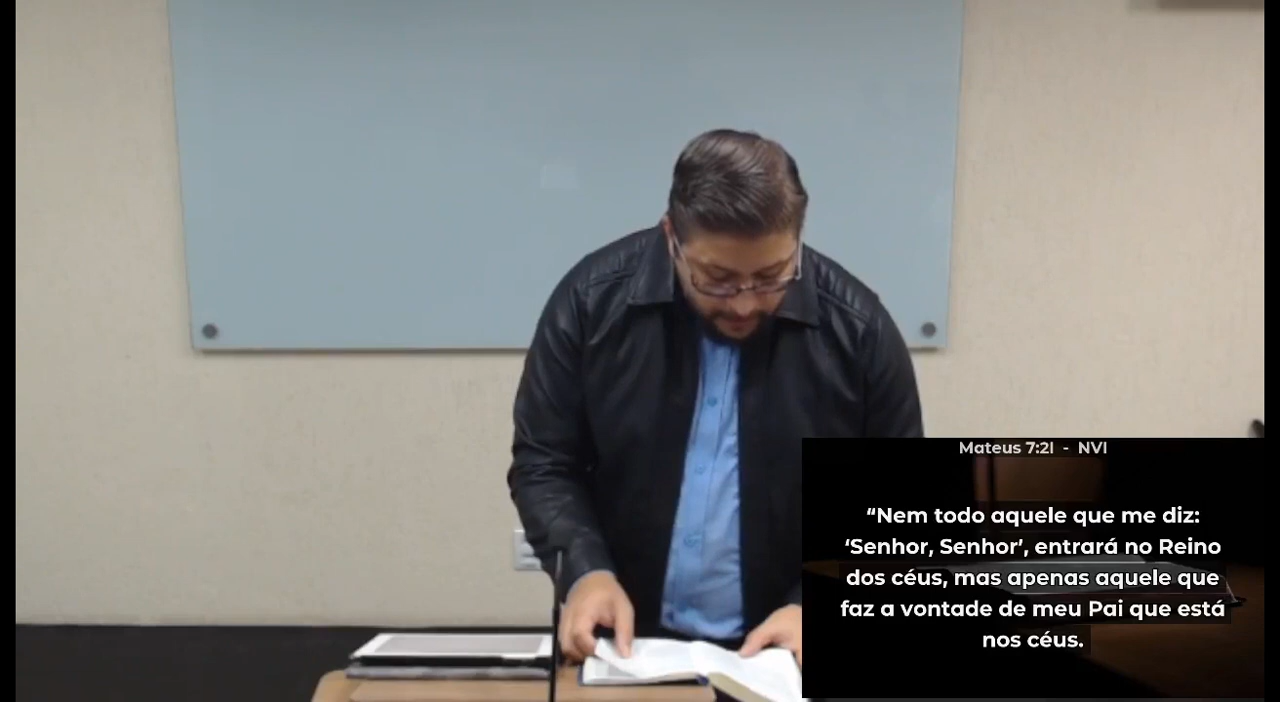 Mateus 7:21 - NVI
“Nem todo aquele que me diz:
‘Senhor, Senhor’, entrará no Reino
dos céus, mas apenas aquele que
faz a vontade de meu Pai que está
nos céus.